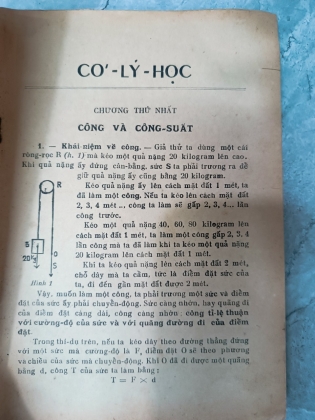 CƠ-LÝ-HỌC
CHƯƠNG THỨ NHẤT
CÔNG VÀ CÔNG-SUẤT
1. — Khái-niệm về công. — Giả thử ta dùng một cái
ròng-rọc R (h. 1) mà kéo một quả nặng 20 kilogram lên cao.
Khi quả nặng ấy đứng cân-bằng, sức S ta phải trương ra để
giữ quả nặng ấy cũng bằng 20 kilogram.
Kéo quả nặng ấy lên cách mặt đất 1 mét, ta
đã làm một công. Nếu ta kéo lên cách mặt đất
2, 3, 4 mét ... công ta làm sẽ gấp 2, 3, 4... lần
công trước.
Kéo một quả nặng 40, 60, 80 kilogram lên
cách mặt đất 1 mét, ta làm một công gấp 2, 3, 4
lần công mà ta đã làm khi kéo một quả nặng
20 kilogram lên cách mặt đất 1 mét.
Khi ta kéo quả nặng lên cách mặt đất 2 mét,
chỗ dây mà ta cầm, tức là điểm đặt sức của
ta, đi đến gần mặt đất được 2 mét.
R
B
20k
O
S
Hình 1
Vậy, muốn làm một công, ta phải trương một sức và điểm
đặt của sức ấy phải chuyển-động. Sức càng nhớn, hay quãng đi
của điểm đặt càng dài, công càng nhớn: công tỉ-lệ thuận
với cường-độ của sức và với quãng đường đi của điểm
đặt.
Trong thí-dụ trên, nếu ta kéo dây theo đường thẳng đứng
với một sức mà cường-độ là F, điểm đặt O sẽ theo phương
và chiều của sức mà chuyển-động. Khi O đã đi được một quãng
bằng d, công T của sức ta làm bằng:
T = F × d